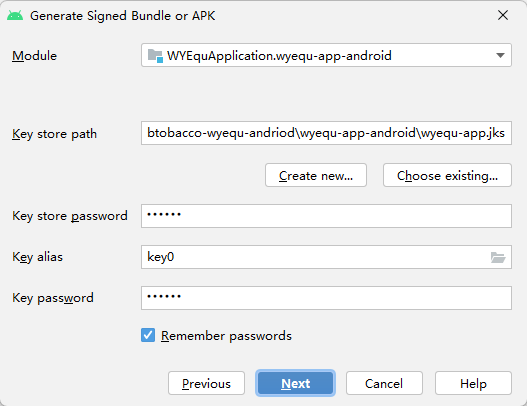 Generate Signed Bundle or APK
Module
WYEquApplication.wyequ-app-android
Key store path
btobacco-wyequ-andriod\wyequ-app-android\wyequ-app.jks
Create new...
Choose existing...
Key store password
••••••
Key alias
key0
Key password
••••••
Remember passwords
Previous
Next
Cancel
Help